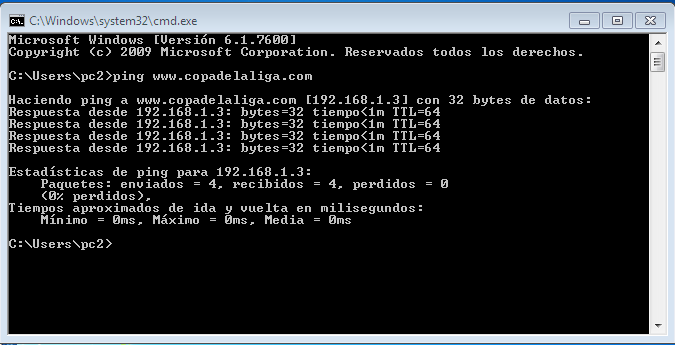 C:\Windows\system32\cmd.exe
Microsoft Windows [Versión 6.1.7600]
Copyright (c) 2009 Microsoft Corporation. Reservados todos los derechos.
C:\Users\pc2>ping www.copadelaliga.com
Haciendo ping a www.copadelaliga.com [192.168.1.3] con 32 bytes de datos:
Respuesta desde 192.168.1.3: bytes=32 tiempo<1m TTL=64
Respuesta desde 192.168.1.3: bytes=32 tiempo<1m TTL=64
Respuesta desde 192.168.1.3: bytes=32 tiempo<1m TTL=64
Respuesta desde 192.168.1.3: bytes=32 tiempo<1m TTL=64
Estadísticas de ping para 192.168.1.3:
Paquetes: enviados = 4, recibidos = 4, perdidos = 0
(0% perdidos),
Tiempos aproximados de ida y vuelta en milisegundos:
Mínimo = 0ms, Máximo = 0ms, Media = 0ms
C:\Users\pc2>